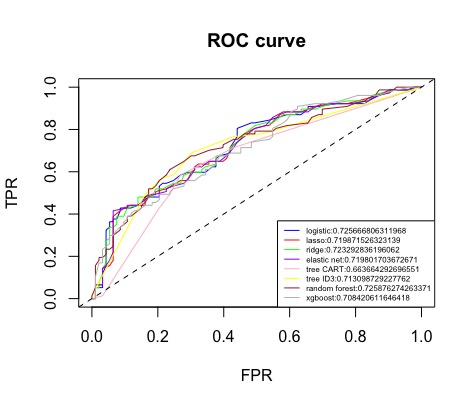 ROC curve
TPR
1.0
0.8
0.6
0.4
0.2
0.0
logistic:0.725666806311968
lasso:0.719871526323139
ridge:0.723292836196062
elastic net:0.719801703672671
tree CART:0.663664292696551
tree ID3:0.713098729227762
random forest:0.725876274263371
xgboost:0.708420611646418
0.0 0.2 0.4 0.6 0.8 1.0
FPR